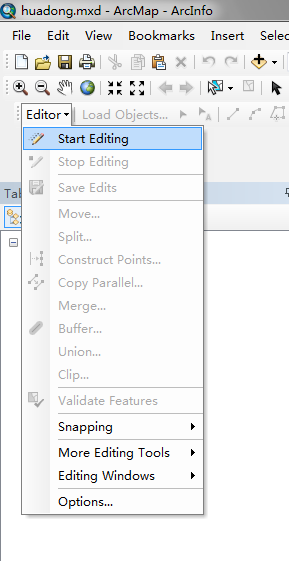 huadong.mxd - ArcMap - ArcInfo
File Edit View Bookmarks Insert Selec
Editor Load Objects...
Start Editing
Stop Editing
Tab
Save Edits
Move...
Split...
Construct Points...
Copy Parallel...
Merge...
Buffer...
Union...
Clip...
Validate Features
Snapping
More Editing Tools
Editing Windows
Options...